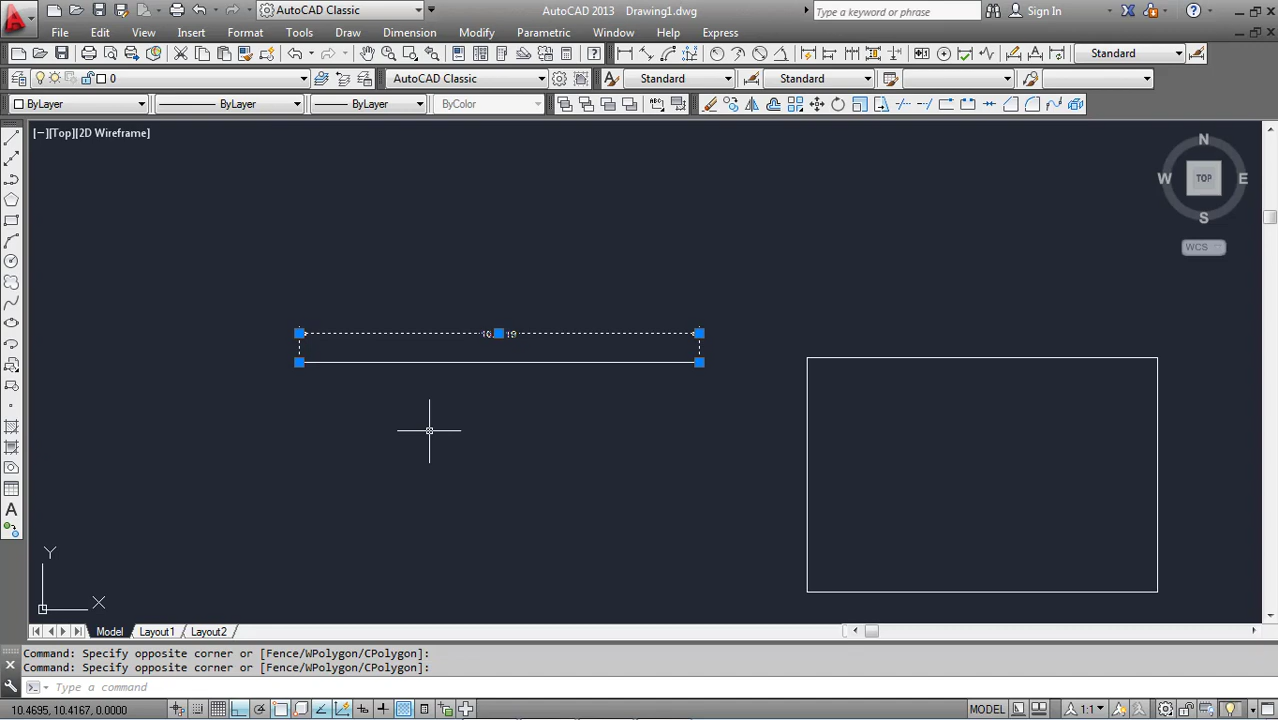 AutoCAD Classic
AutoCAD 2013 Drawing1.dwg
Type a keyword or phrase
Sign In
File Edit View Insert Format Tools Draw Dimension Modify Parametric Window Help Express
Standard
0
AutoCAD Classic
Standard
Standard
ByLayer
ByLayer
ByLayer
ByColor
[−][Top][2D Wireframe]
N
W
TOP
E
S
WCS
Y
X
Model Layout1 Layout2
Command: Specify opposite corner or [Fence/WPolygon/CPolygon]:
Command: Specify opposite corner or [Fence/WPolygon/CPolygon]:
Type a command
10.4695, 10.4167, 0.0000
MODEL
1:1